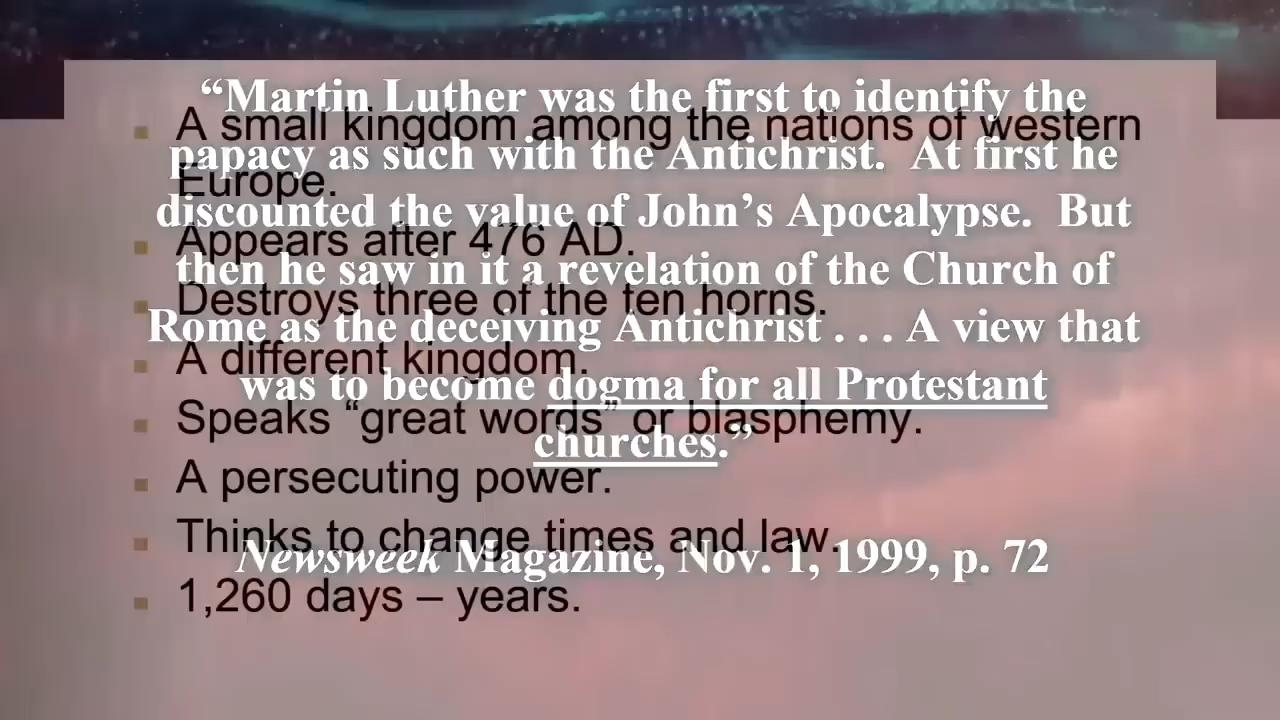 “Martin Luther was the first to identify the
papacy as such with the Antichrist. At first he
discounted the value of John’s Apocalypse. But
then he saw in it a revelation of the Church of
Rome as the deceiving Antichrist . . . A view that
was to become dogma for all Protestant
churches.”
Newsweek Magazine, Nov. 1, 1999, p. 72
A small kingdom among the nations of western
Europe.
Appears after 476 AD.
Destroys three of the ten horns.
A different kingdom.
Speaks “great words” or blasphemy.
A persecuting power.
Thinks to change times and law.
1,260 days – years.